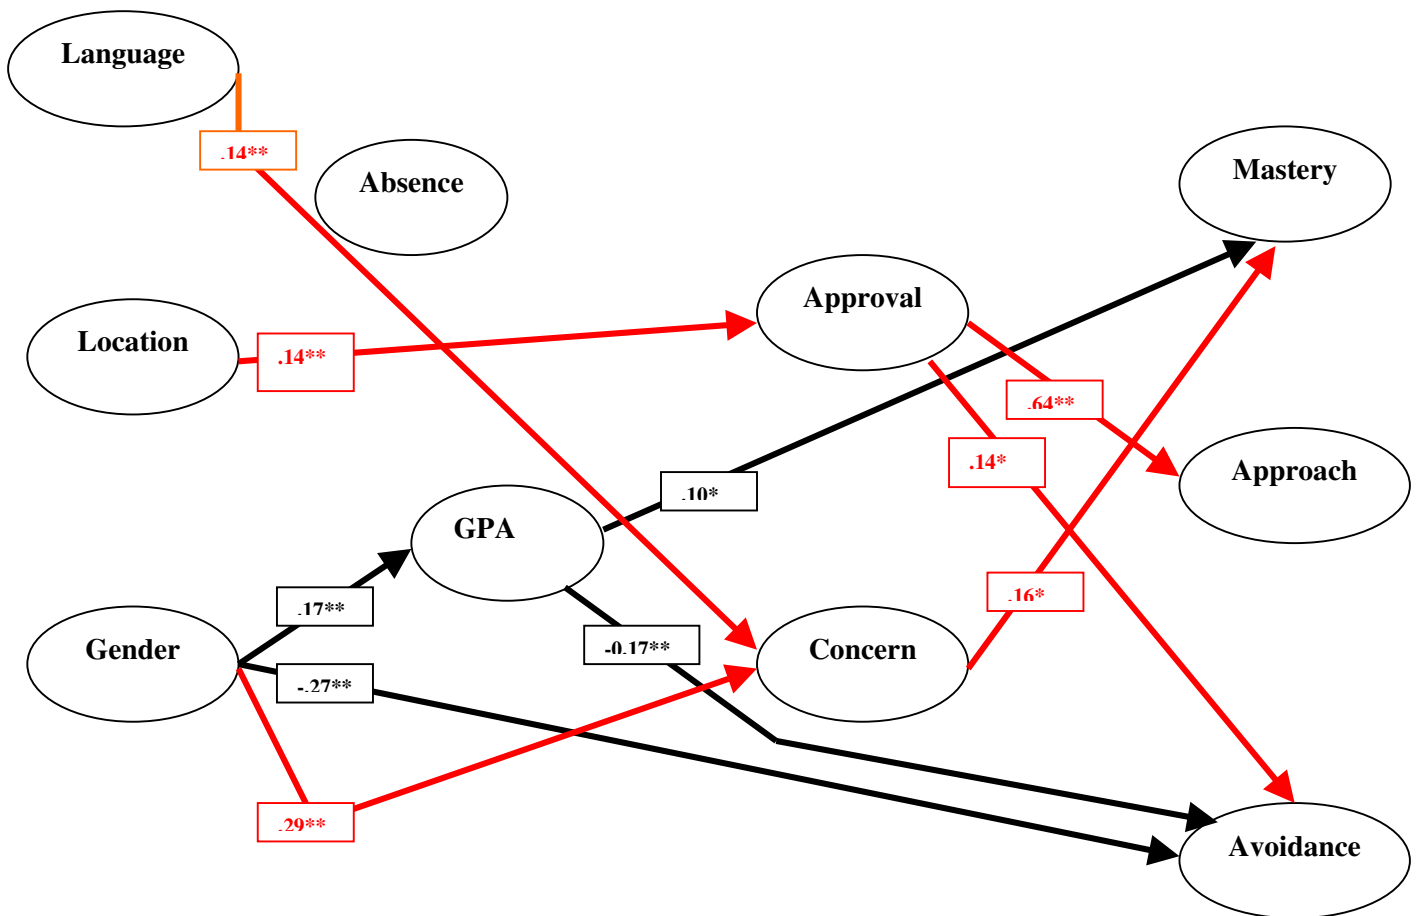 Language
.14**
Absence
Mastery
Approval
Location
.14**
.64**
.14*
Approach
.10*
GPA
.17**
.16*
Gender
-0.17**
Concern
-.27**
.29**
Avoidance